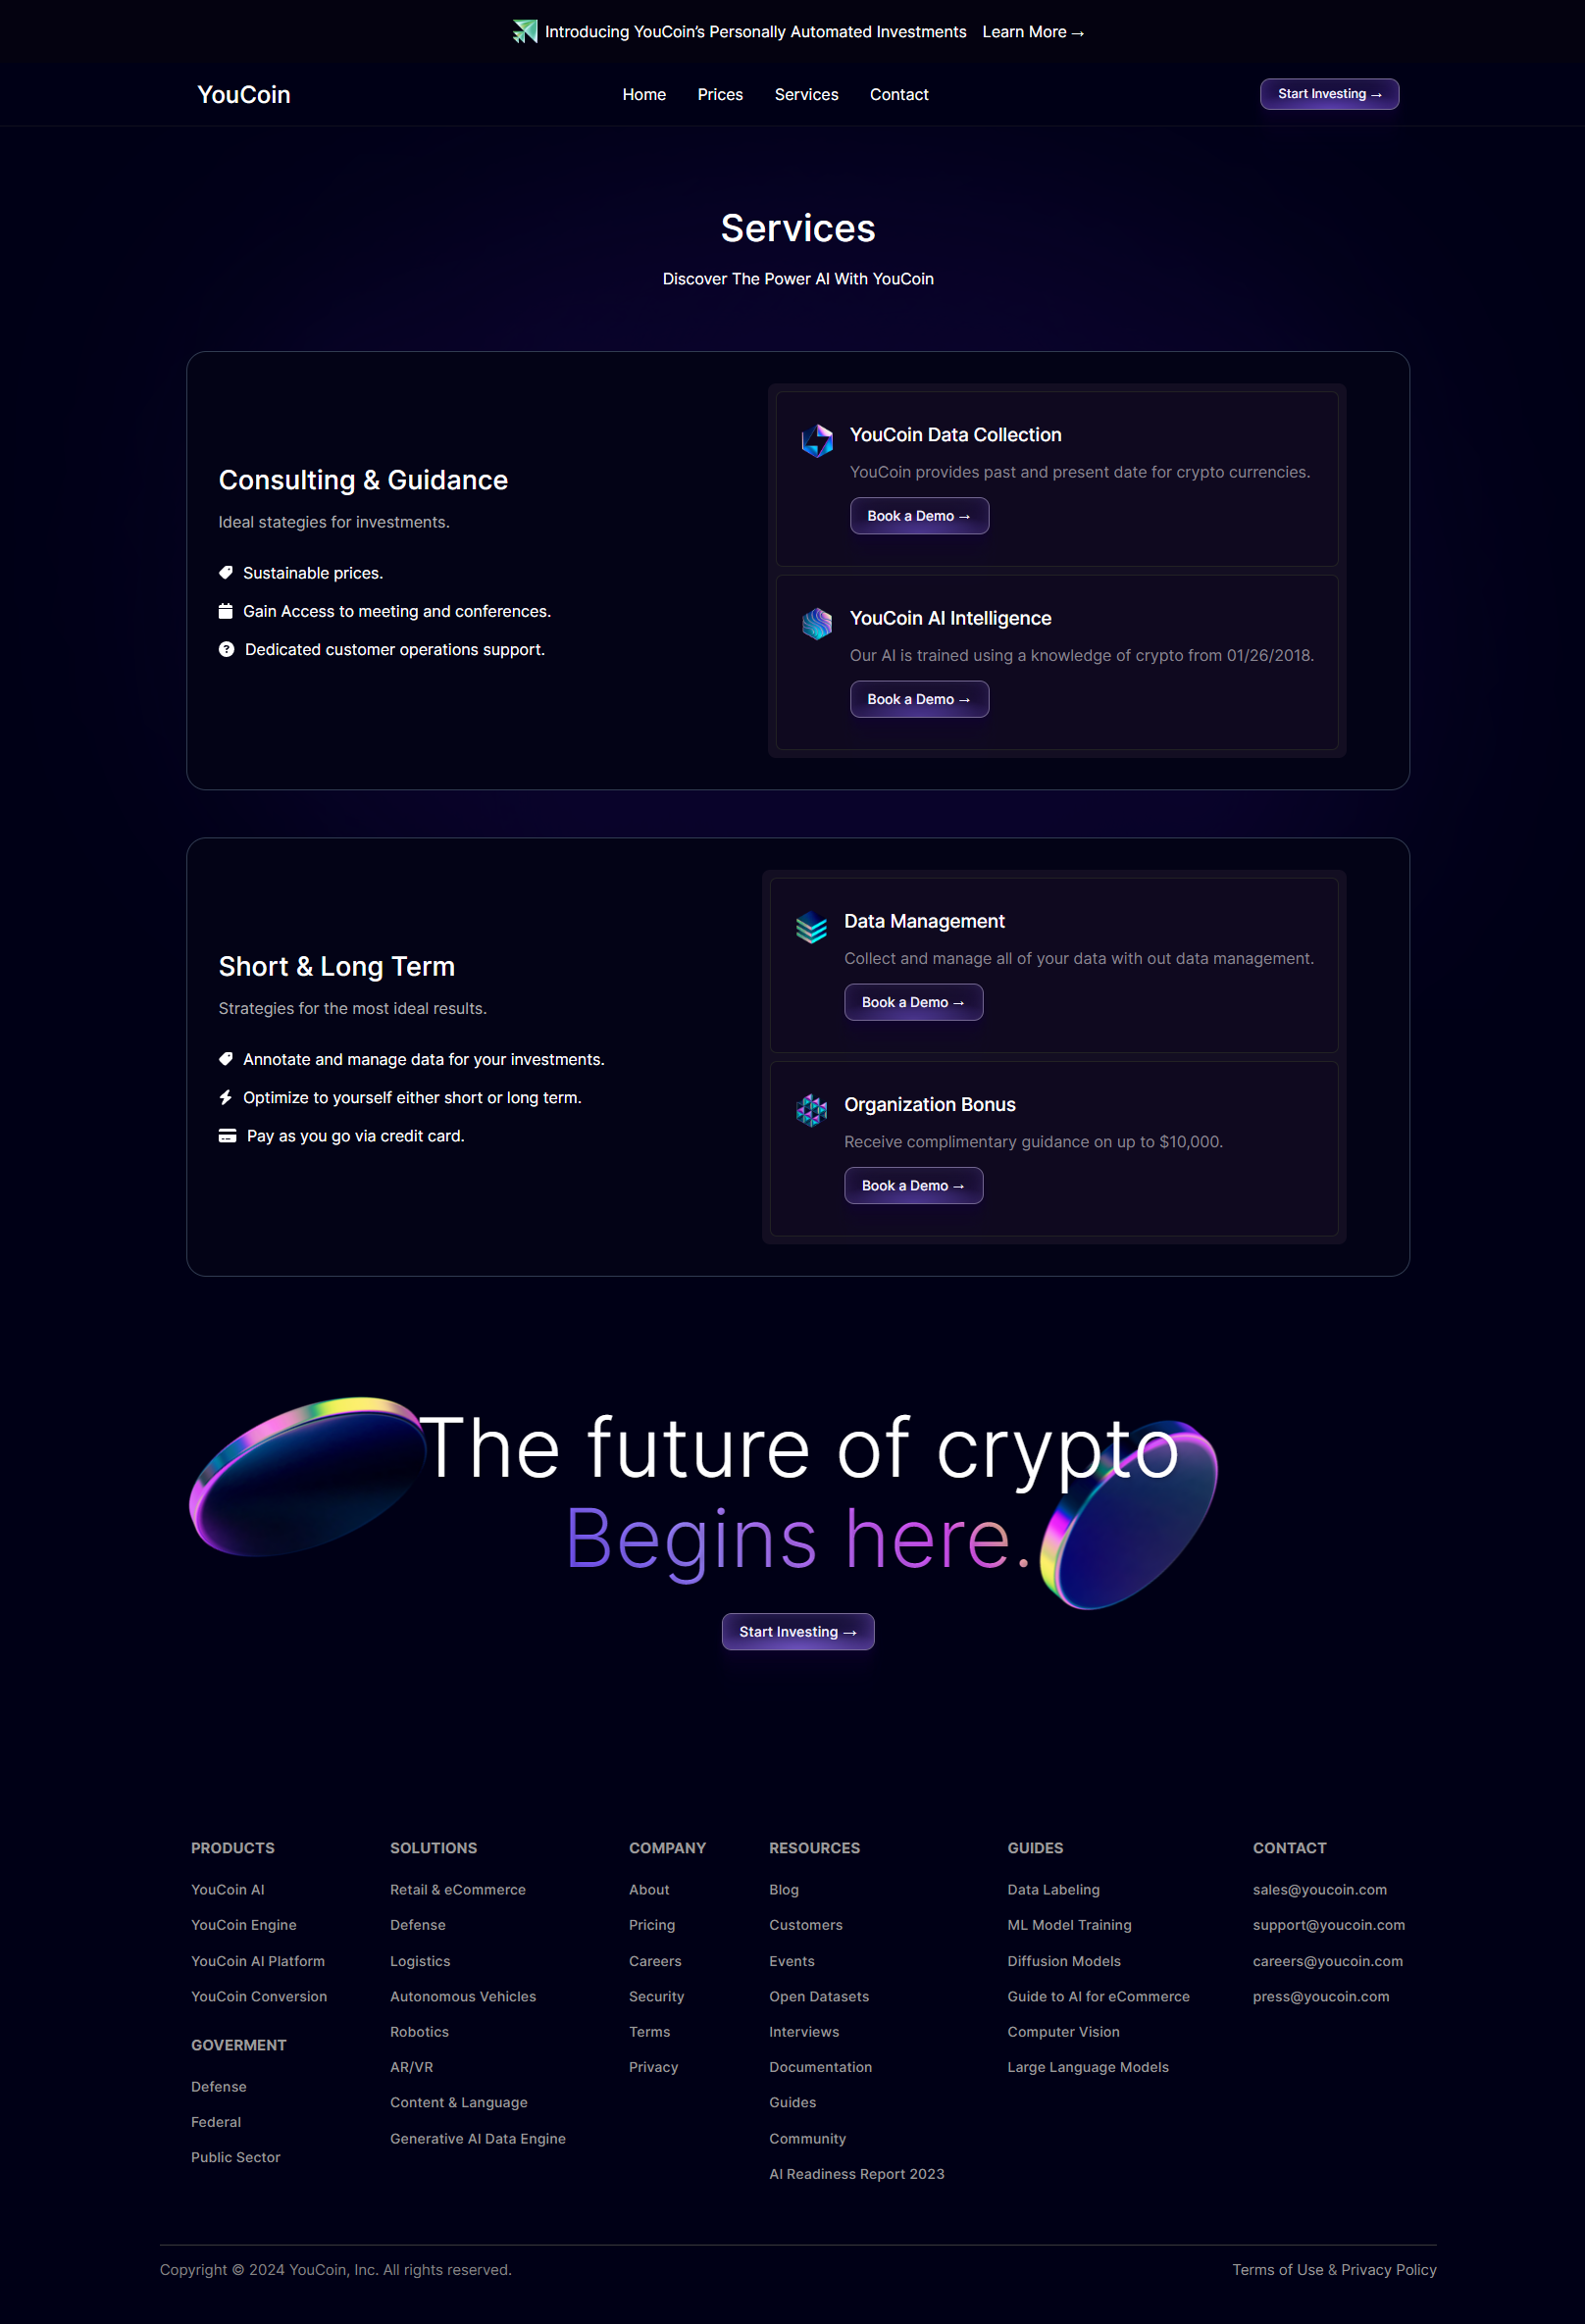 Introducing YouCoin's Personally Automated Investments Learn More →
YouCoin
Home Prices Services Contact
Start Investing →
Services
Discover The Power AI With YouCoin
Consulting & Guidance
Ideal stategies for investments.
Sustainable prices.
Gain Access to meeting and conferences.
Dedicated customer operations support.
YouCoin Data Collection
YouCoin provides past and present date for crypto currencies.
Book a Demo →
YouCoin AI Intelligence
Our AI is trained using a knowledge of crypto from 01/26/2018.
Book a Demo →
Short & Long Term
Strategies for the most ideal results.
Annotate and manage data for your investments.
Optimize to yourself either short or long term.
Pay as you go via credit card.
Data Management
Collect and manage all of your data with out data management.
Book a Demo →
Organization Bonus
Receive complimentary guidance on up to $10,000.
Book a Demo →
The future of crypto
Begins here.
Start Investing →
PRODUCTS
YouCoin AI
YouCoin Engine
YouCoin AI Platform
YouCoin Conversion
GOVERMENT
Defense
Federal
Public Sector
SOLUTIONS
Retail & eCommerce
Defense
Logistics
Autonomous Vehicles
Robotics
AR/VR
Content & Language
Generative AI Data Engine
COMPANY
About
Pricing
Careers
Security
Terms
Privacy
RESOURCES
Blog
Customers
Events
Open Datasets
Interviews
Documentation
Guides
Community
AI Readiness Report 2023
GUIDES
Data Labeling
ML Model Training
Diffusion Models
Guide to AI for eCommerce
Computer Vision
Large Language Models
CONTACT
sales@youcoin.com
support@youcoin.com
careers@youcoin.com
press@youcoin.com
Copyright © 2024 YouCoin, Inc. All rights reserved.
Terms of Use & Privacy Policy